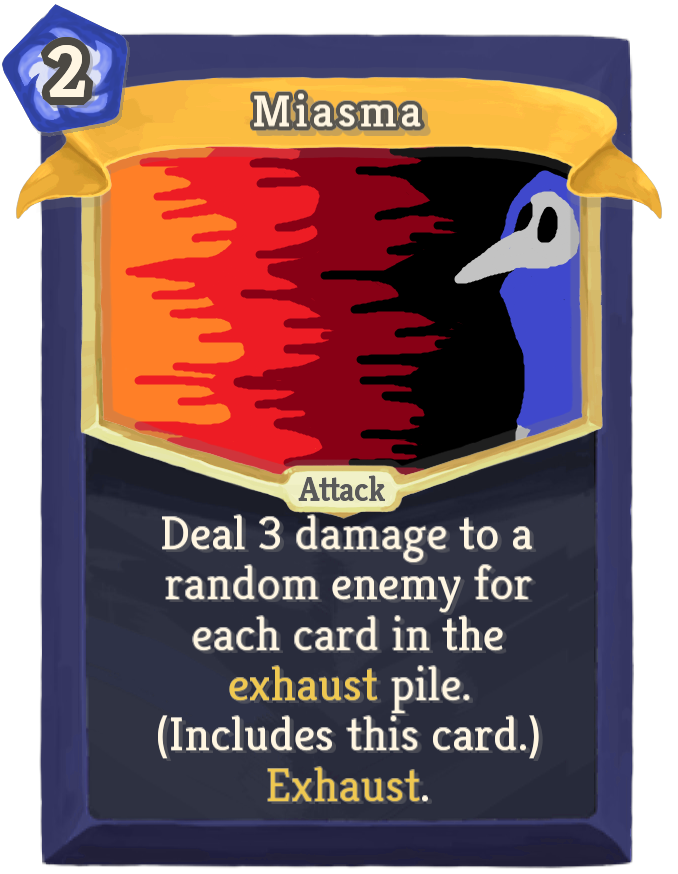 2
Miasma
Attack
Deal 3 damage to a
random enemy for
each card in the
exhaust pile.
(Includes this card.)
Exhaust.